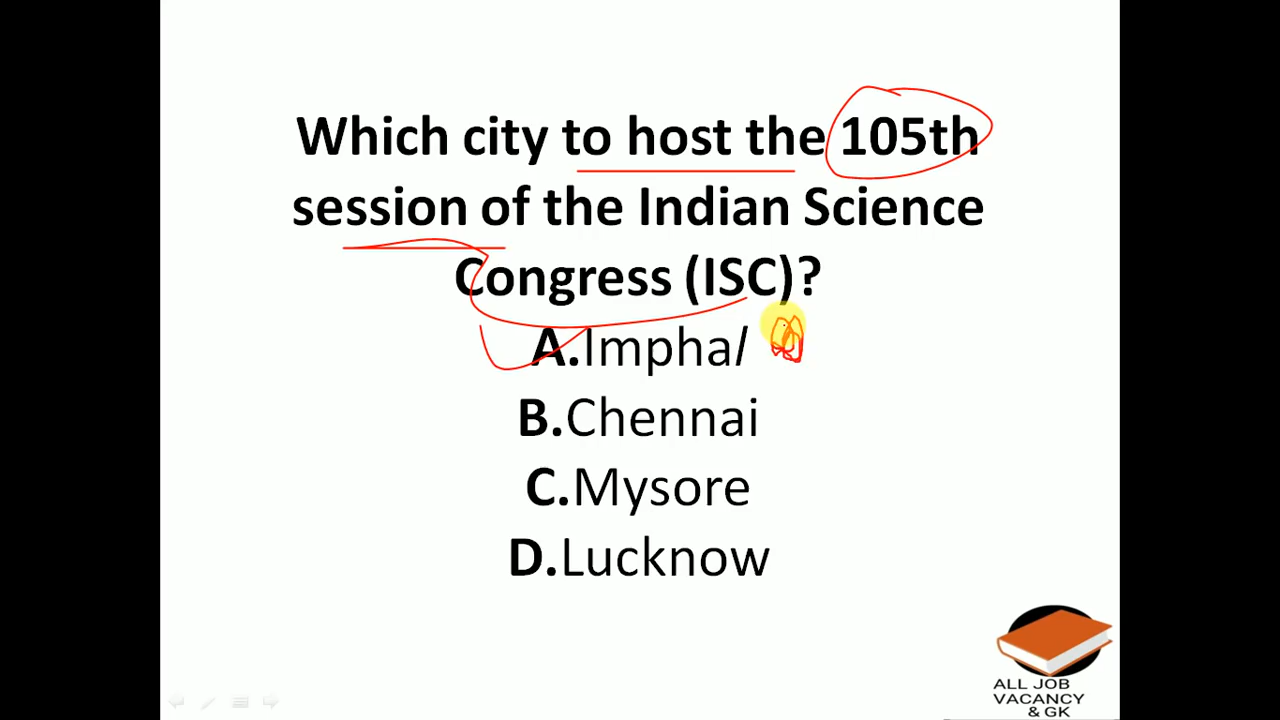 Which city to host the 105th
session of the Indian Science
Congress (ISC)?
A.Imphal
B.Chennai
C.Mysore
D.Lucknow
ALL JOB
VACANCY
& GK